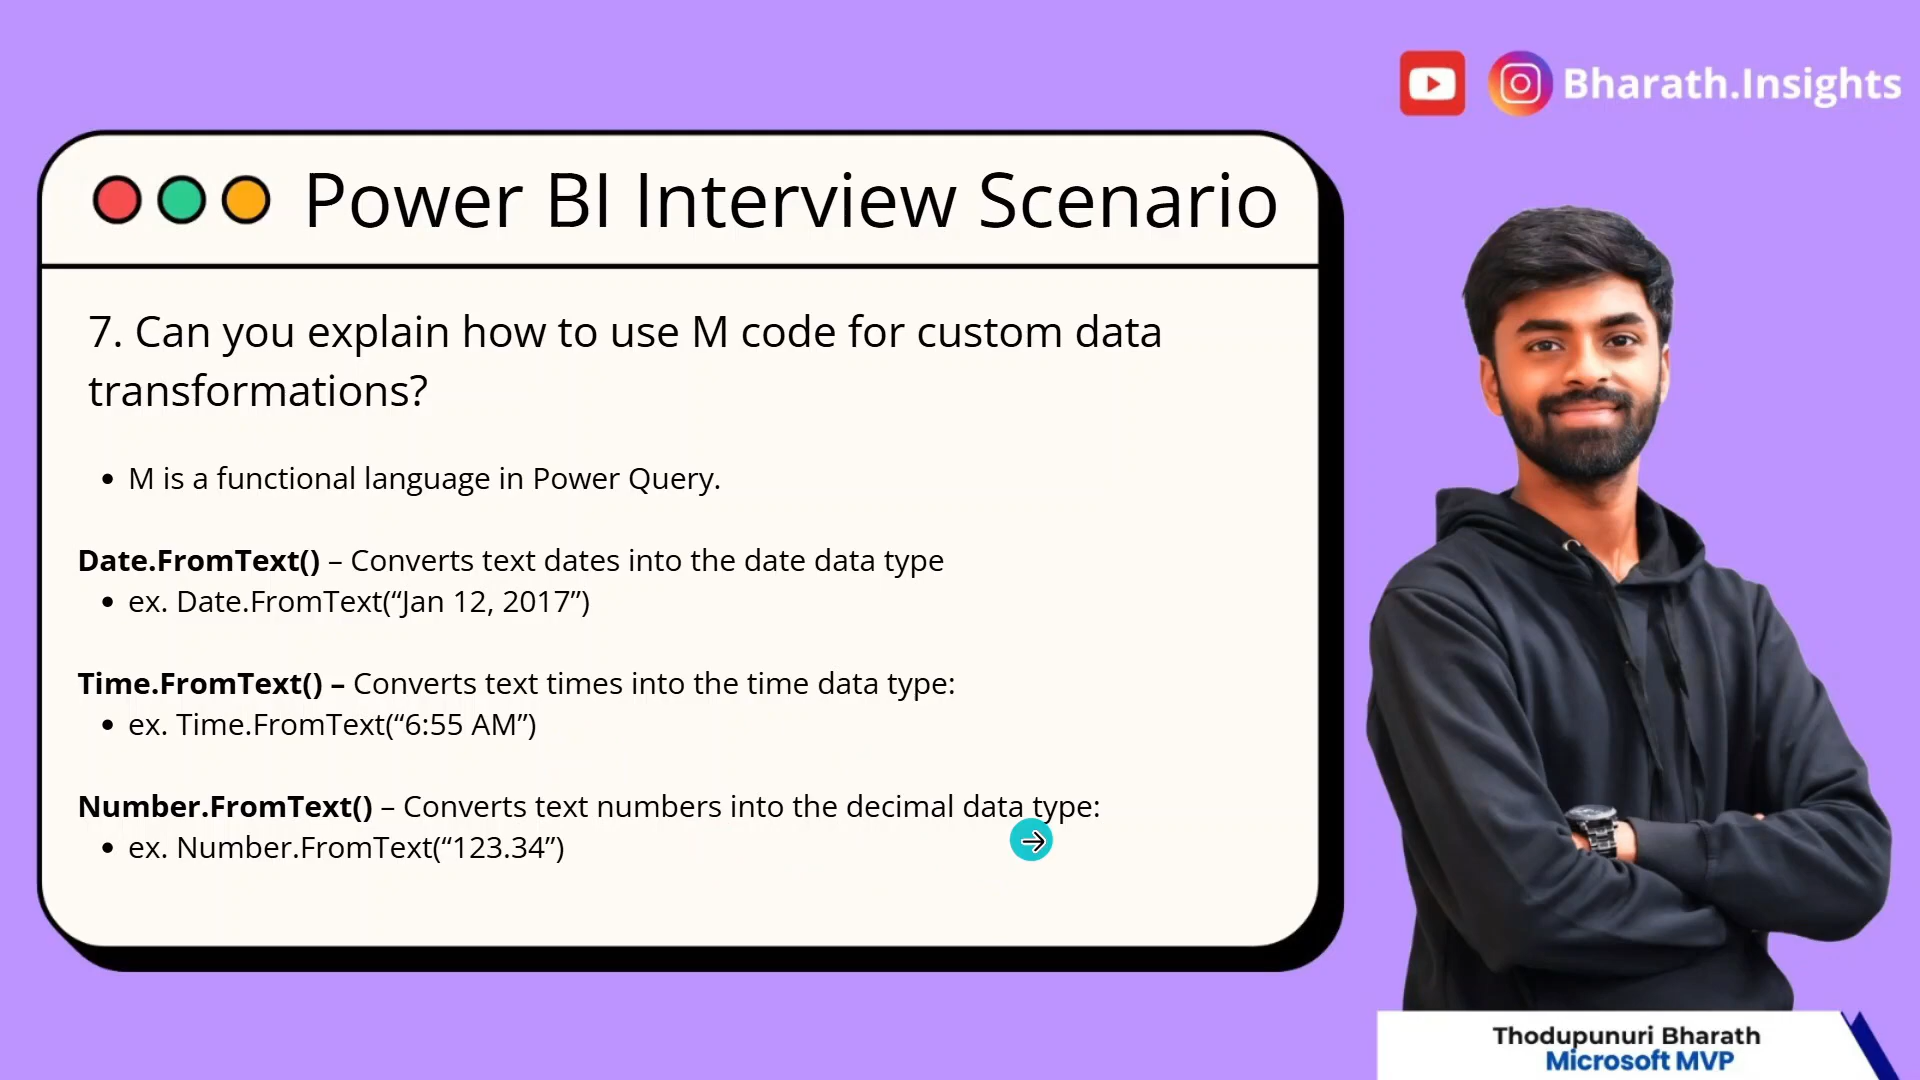 Bharath.Insights
Power BI Interview Scenario
7. Can you explain how to use M code for custom data
transformations?
• M is a functional language in Power Query.
Date.FromText() – Converts text dates into the date data type
• ex. Date.FromText(“Jan 12, 2017”)
Time.FromText() – Converts text times into the time data type:
• ex. Time.FromText(“6:55 AM”)
Number.FromText() – Converts text numbers into the decimal data type:
• ex. Number.FromText(“123.34”)
Thodupunuri Bharath
Microsoft MVP